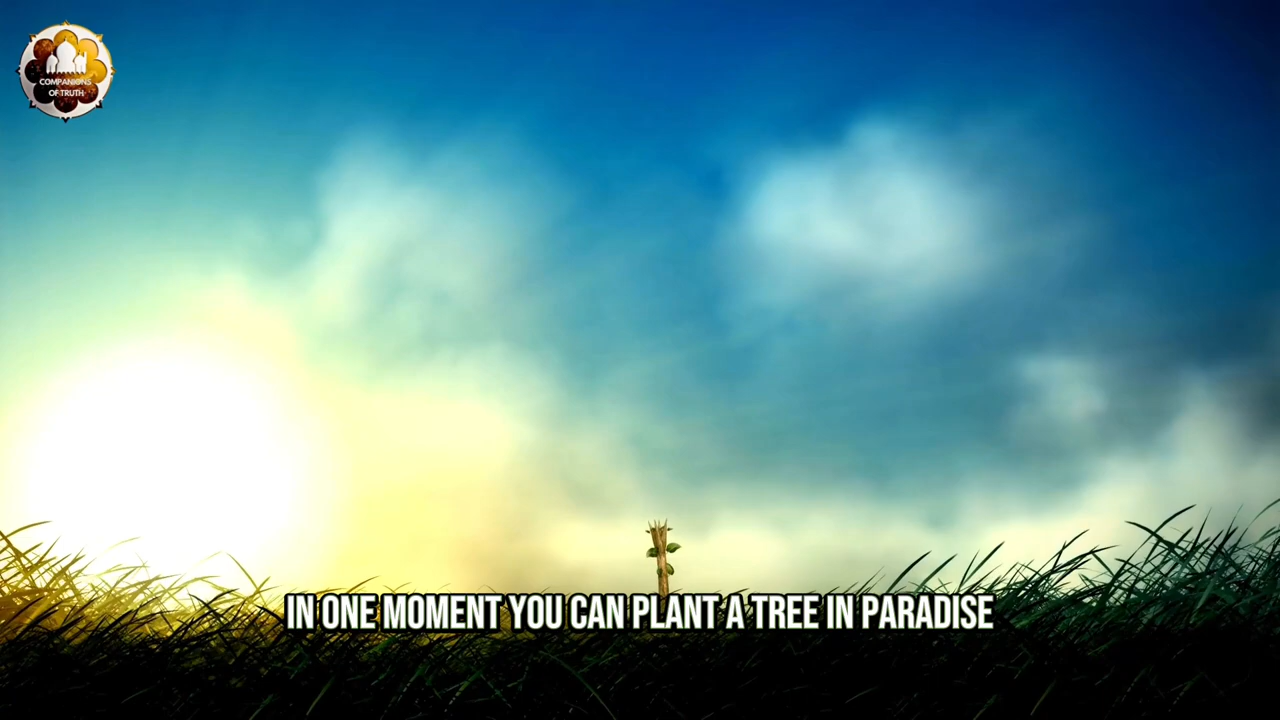 COMPANIONS
OF TRUTH
IN ONE MOMENT YOU CAN PLANT A TREE IN PARADISE